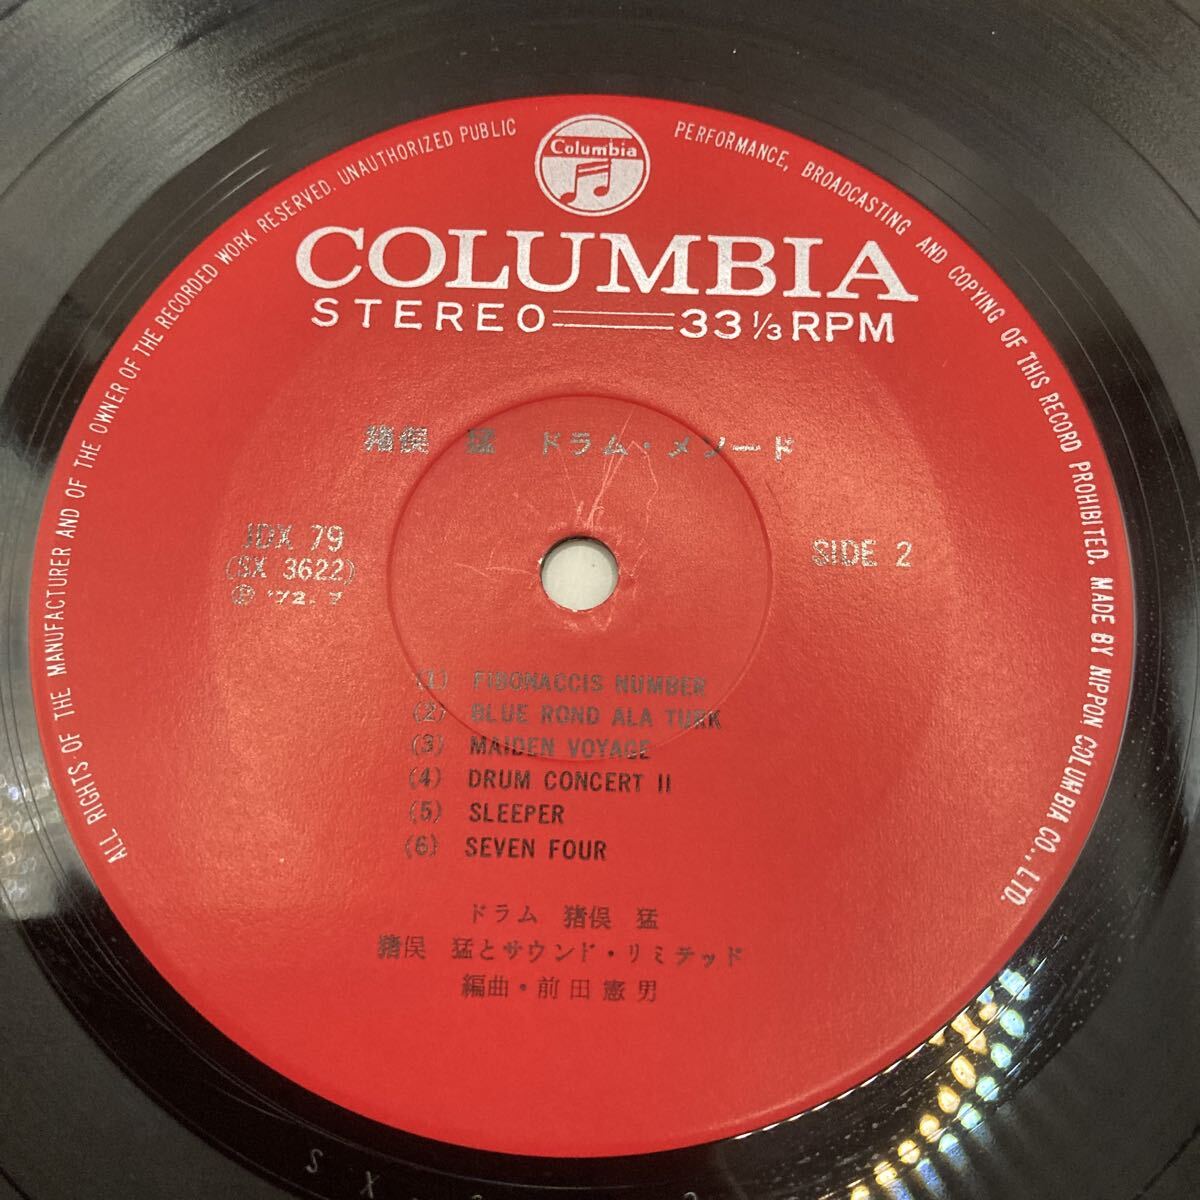 ALL RIGHTS OF THE MANUFACTURER AND OF THE OWNER OF THE RECORDED WORK RESERVED. UNAUTHORIZED PUBLIC PERFORMANCE, BROADCASTING AND COPYING OF THIS RECORD PROHIBITED. MADE BY NIPPON COLUMBIA CO., LTD.
Columbia
COLUMBIA
STEREO 33 1/3 RPM
猪俣 猛 ドラム・メソード
JDX 79
(SX 3622)
Ⓟ '72. 7
SIDE 2
(1) FIBONACCIS NUMBER
(2) BLUE ROND ALA TURK
(3) MAIDEN VOYAGE
(4) DRUM CONCERT II
(5) SLEEPER
(6) SEVEN FOUR
ドラム 猪俣 猛
猪俣 猛とサウンド・リミテッド
編曲・前田憲男
S X